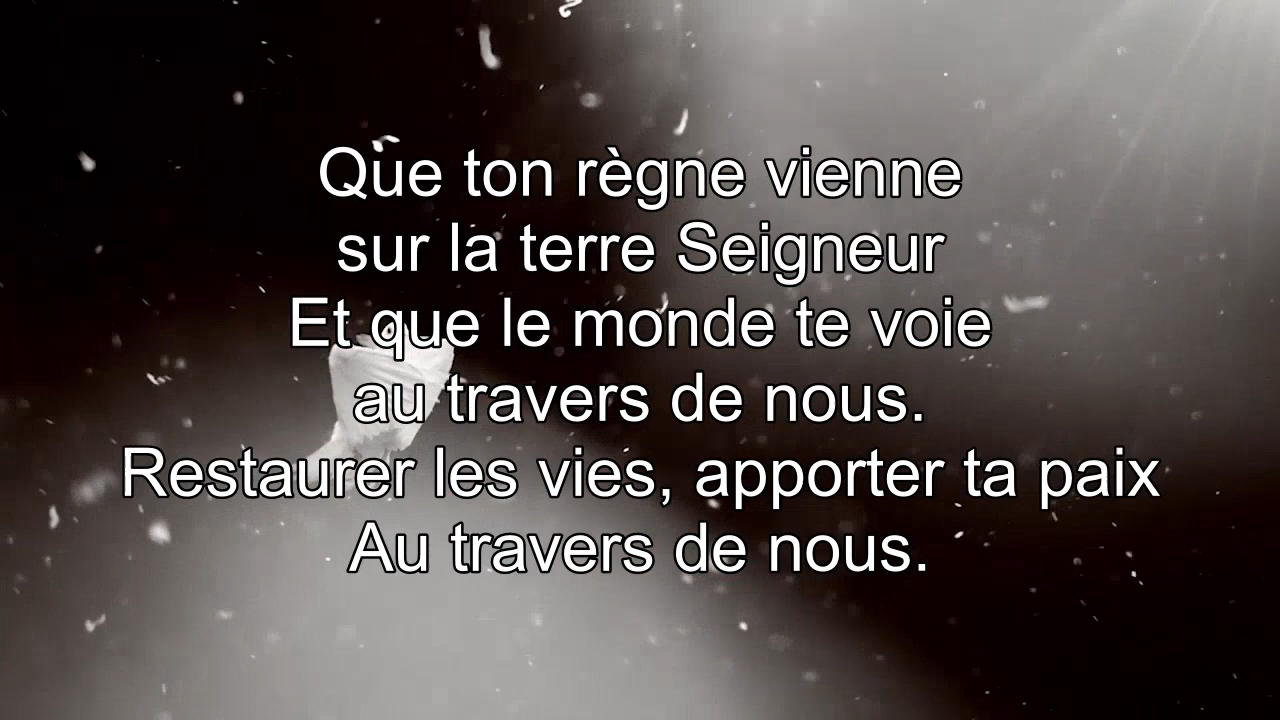 Que ton règne vienne
sur la terre Seigneur
Et que le monde te voie
au travers de nous.
Restaurer les vies, apporter ta paix
Au travers de nous.